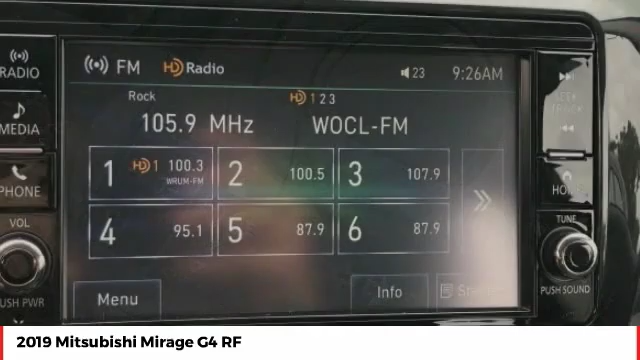 RADIO
MEDIA
PHONE
VOL
PUSH PWR
FM HD Radio 23 9:26AM
Rock HD 1 2 3
105.9 MHz WOCL-FM
1 HD 1 100.3
WRUM-FM
2 100.5
3 107.9
4 95.1
5 87.9
6 87.9
Menu Info
TUNE
PUSH SOUND
2019 Mitsubishi Mirage G4 RF